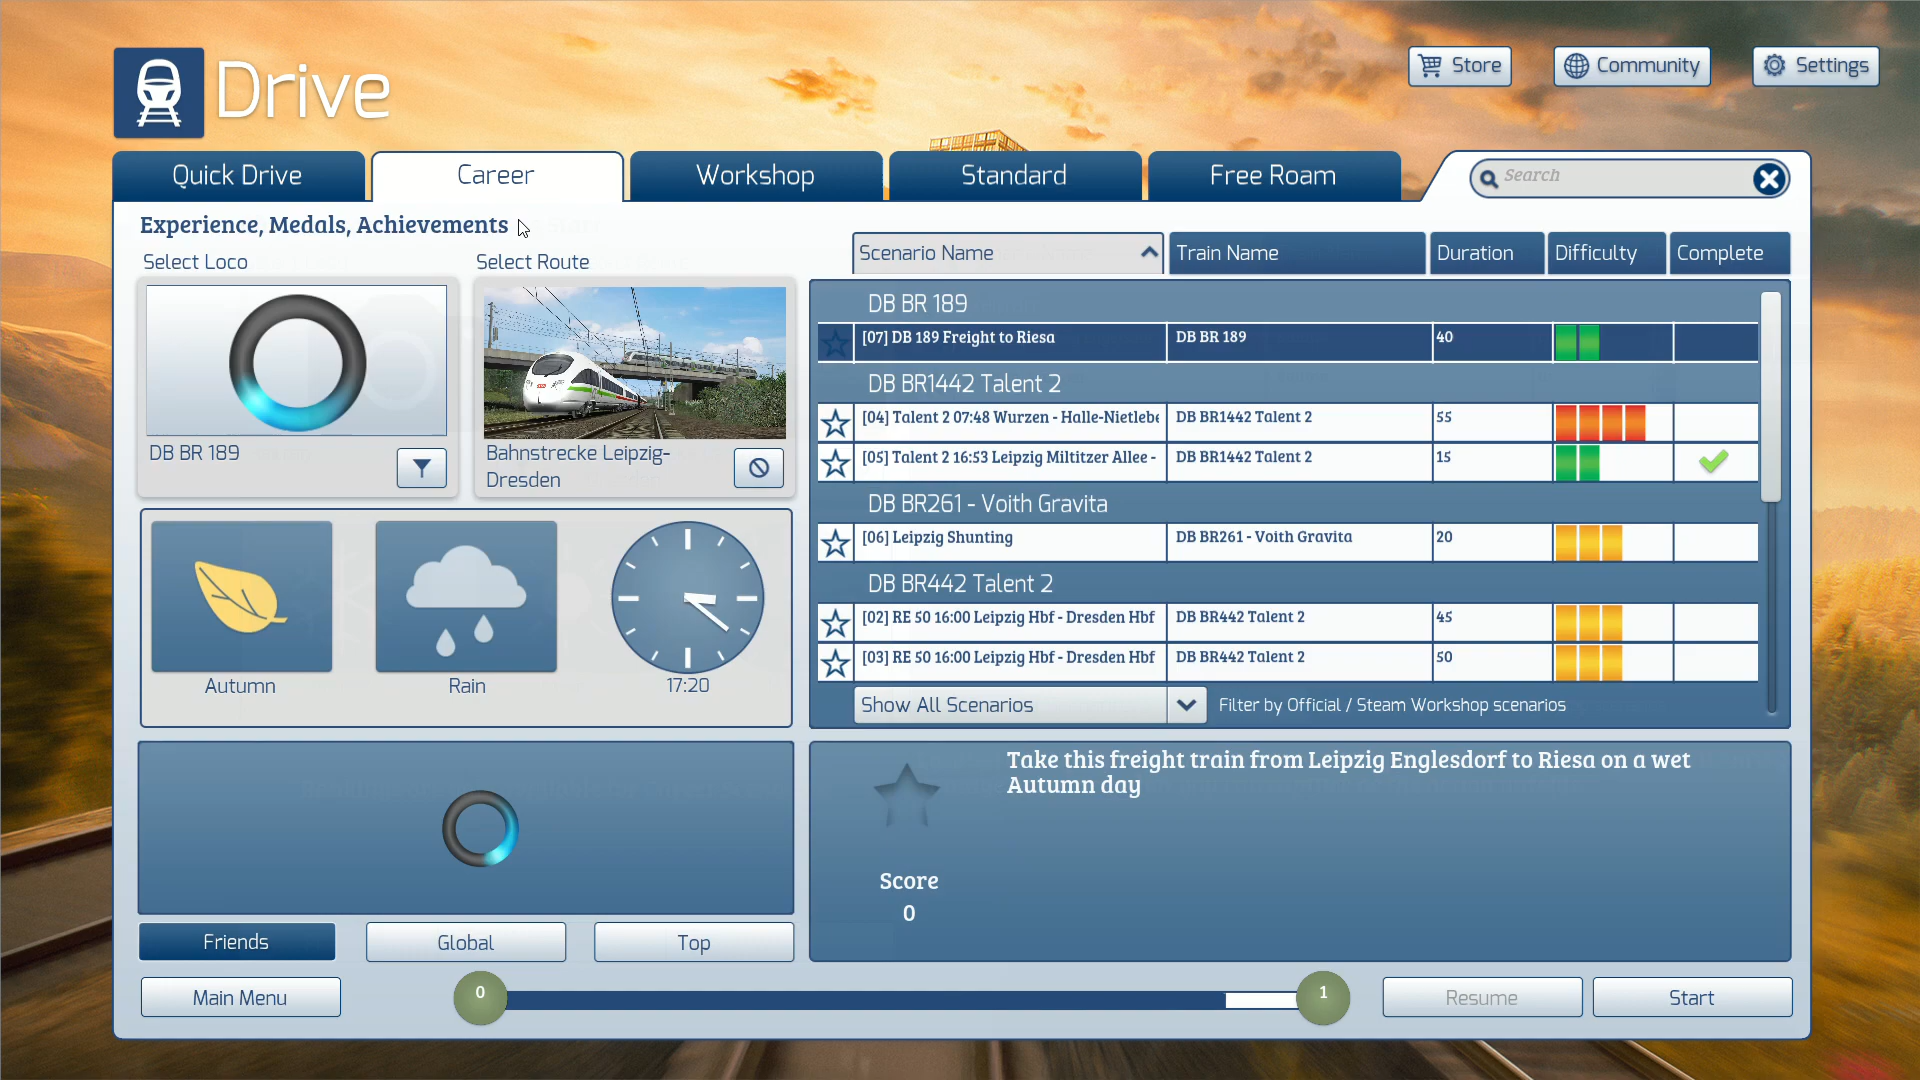 Drive
Store
Community
Settings
Quick Drive
Career
Workshop
Standard
Free Roam
Search
Experience, Medals, Achievements
Select Loco
Select Route
Scenario Name
Train Name
Duration
Difficulty
Complete
DB BR 189
[07] DB 189 Freight to Riesa
DB BR 189
40
DB BR1442 Talent 2
[04] Talent 2 07:48 Wurzen - Halle-Nietlebe
DB BR1442 Talent 2
55
[05] Talent 2 16:53 Leipzig Miltitzer Allee -
DB BR1442 Talent 2
15
DB BR261 - Voith Gravita
[06] Leipzig Shunting
DB BR261 - Voith Gravita
20
DB BR442 Talent 2
[02] RE 50 16:00 Leipzig Hbf - Dresden Hbf
DB BR442 Talent 2
45
[03] RE 50 16:00 Leipzig Hbf - Dresden Hbf
DB BR442 Talent 2
50
Show All Scenarios
Filter by Official / Steam Workshop scenarios
DB BR 189
Bahnstrecke Leipzig-
Dresden
Autumn
Rain
17:20
Take this freight train from Leipzig Englesdorf to Riesa on a wet
Autumn day
Score
0
Friends
Global
Top
Main Menu
0
1
Resume
Start